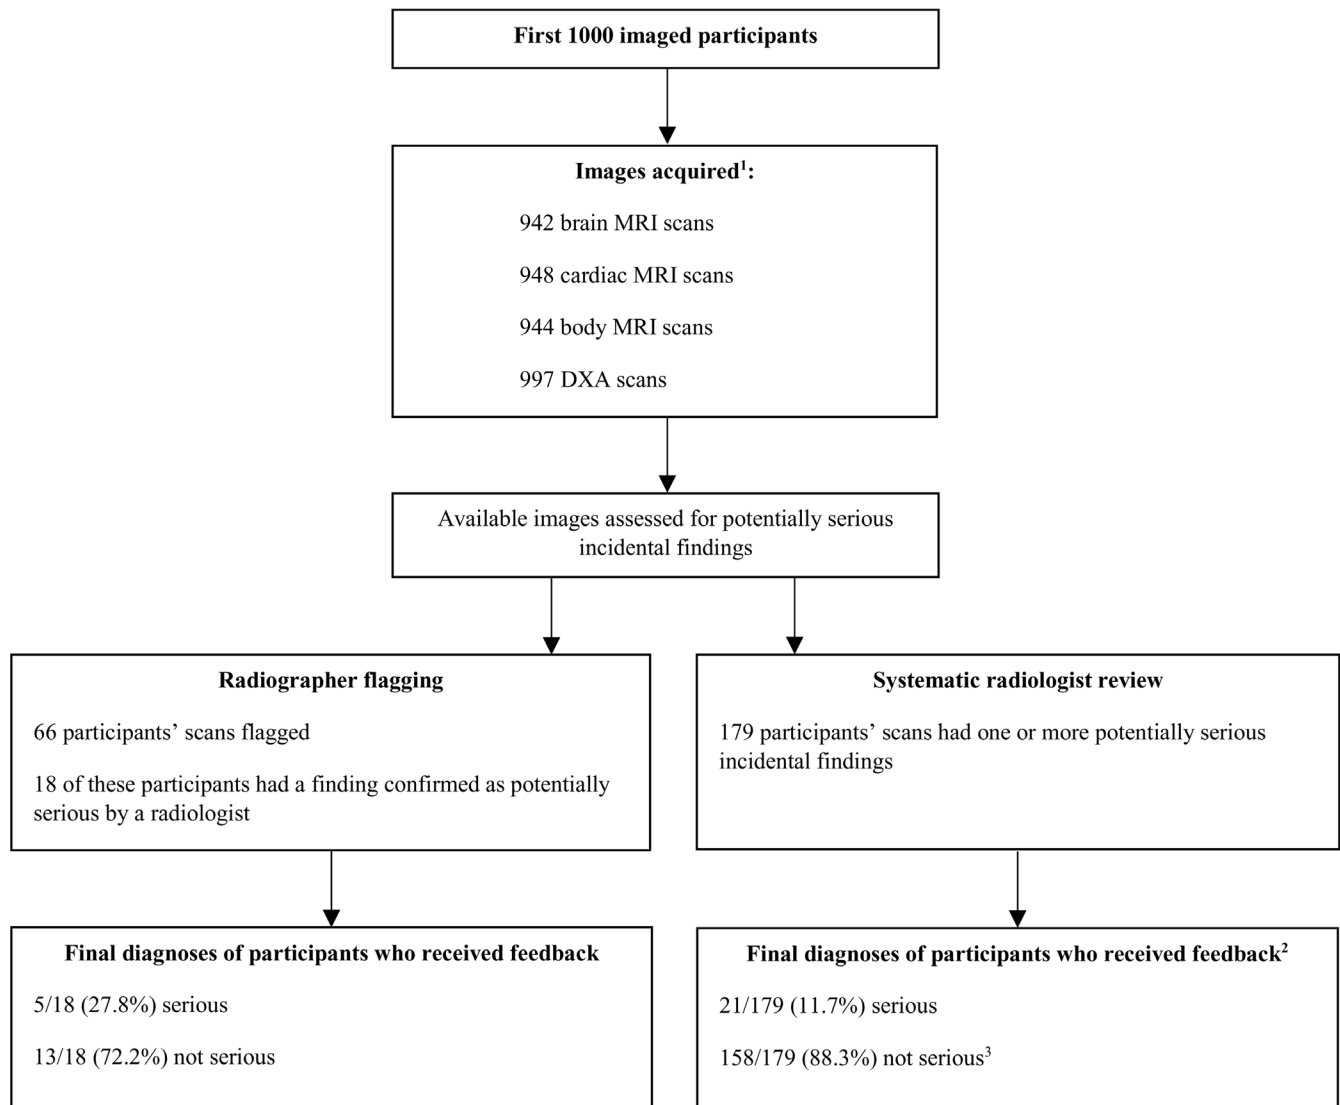 First 1000 imaged participants
Images acquired¹:
942 brain MRI scans
948 cardiac MRI scans
944 body MRI scans
997 DXA scans
Available images assessed for potentially serious
incidental findings
Radiographer flagging
66 participants’ scans flagged
18 of these participants had a finding confirmed as potentially
serious by a radiologist
Systematic radiologist review
179 participants’ scans had one or more potentially serious
incidental findings
Final diagnoses of participants who received feedback
5/18 (27.8%) serious
13/18 (72.2%) not serious
Final diagnoses of participants who received feedback²
21/179 (11.7%) serious
158/179 (88.3%) not serious³